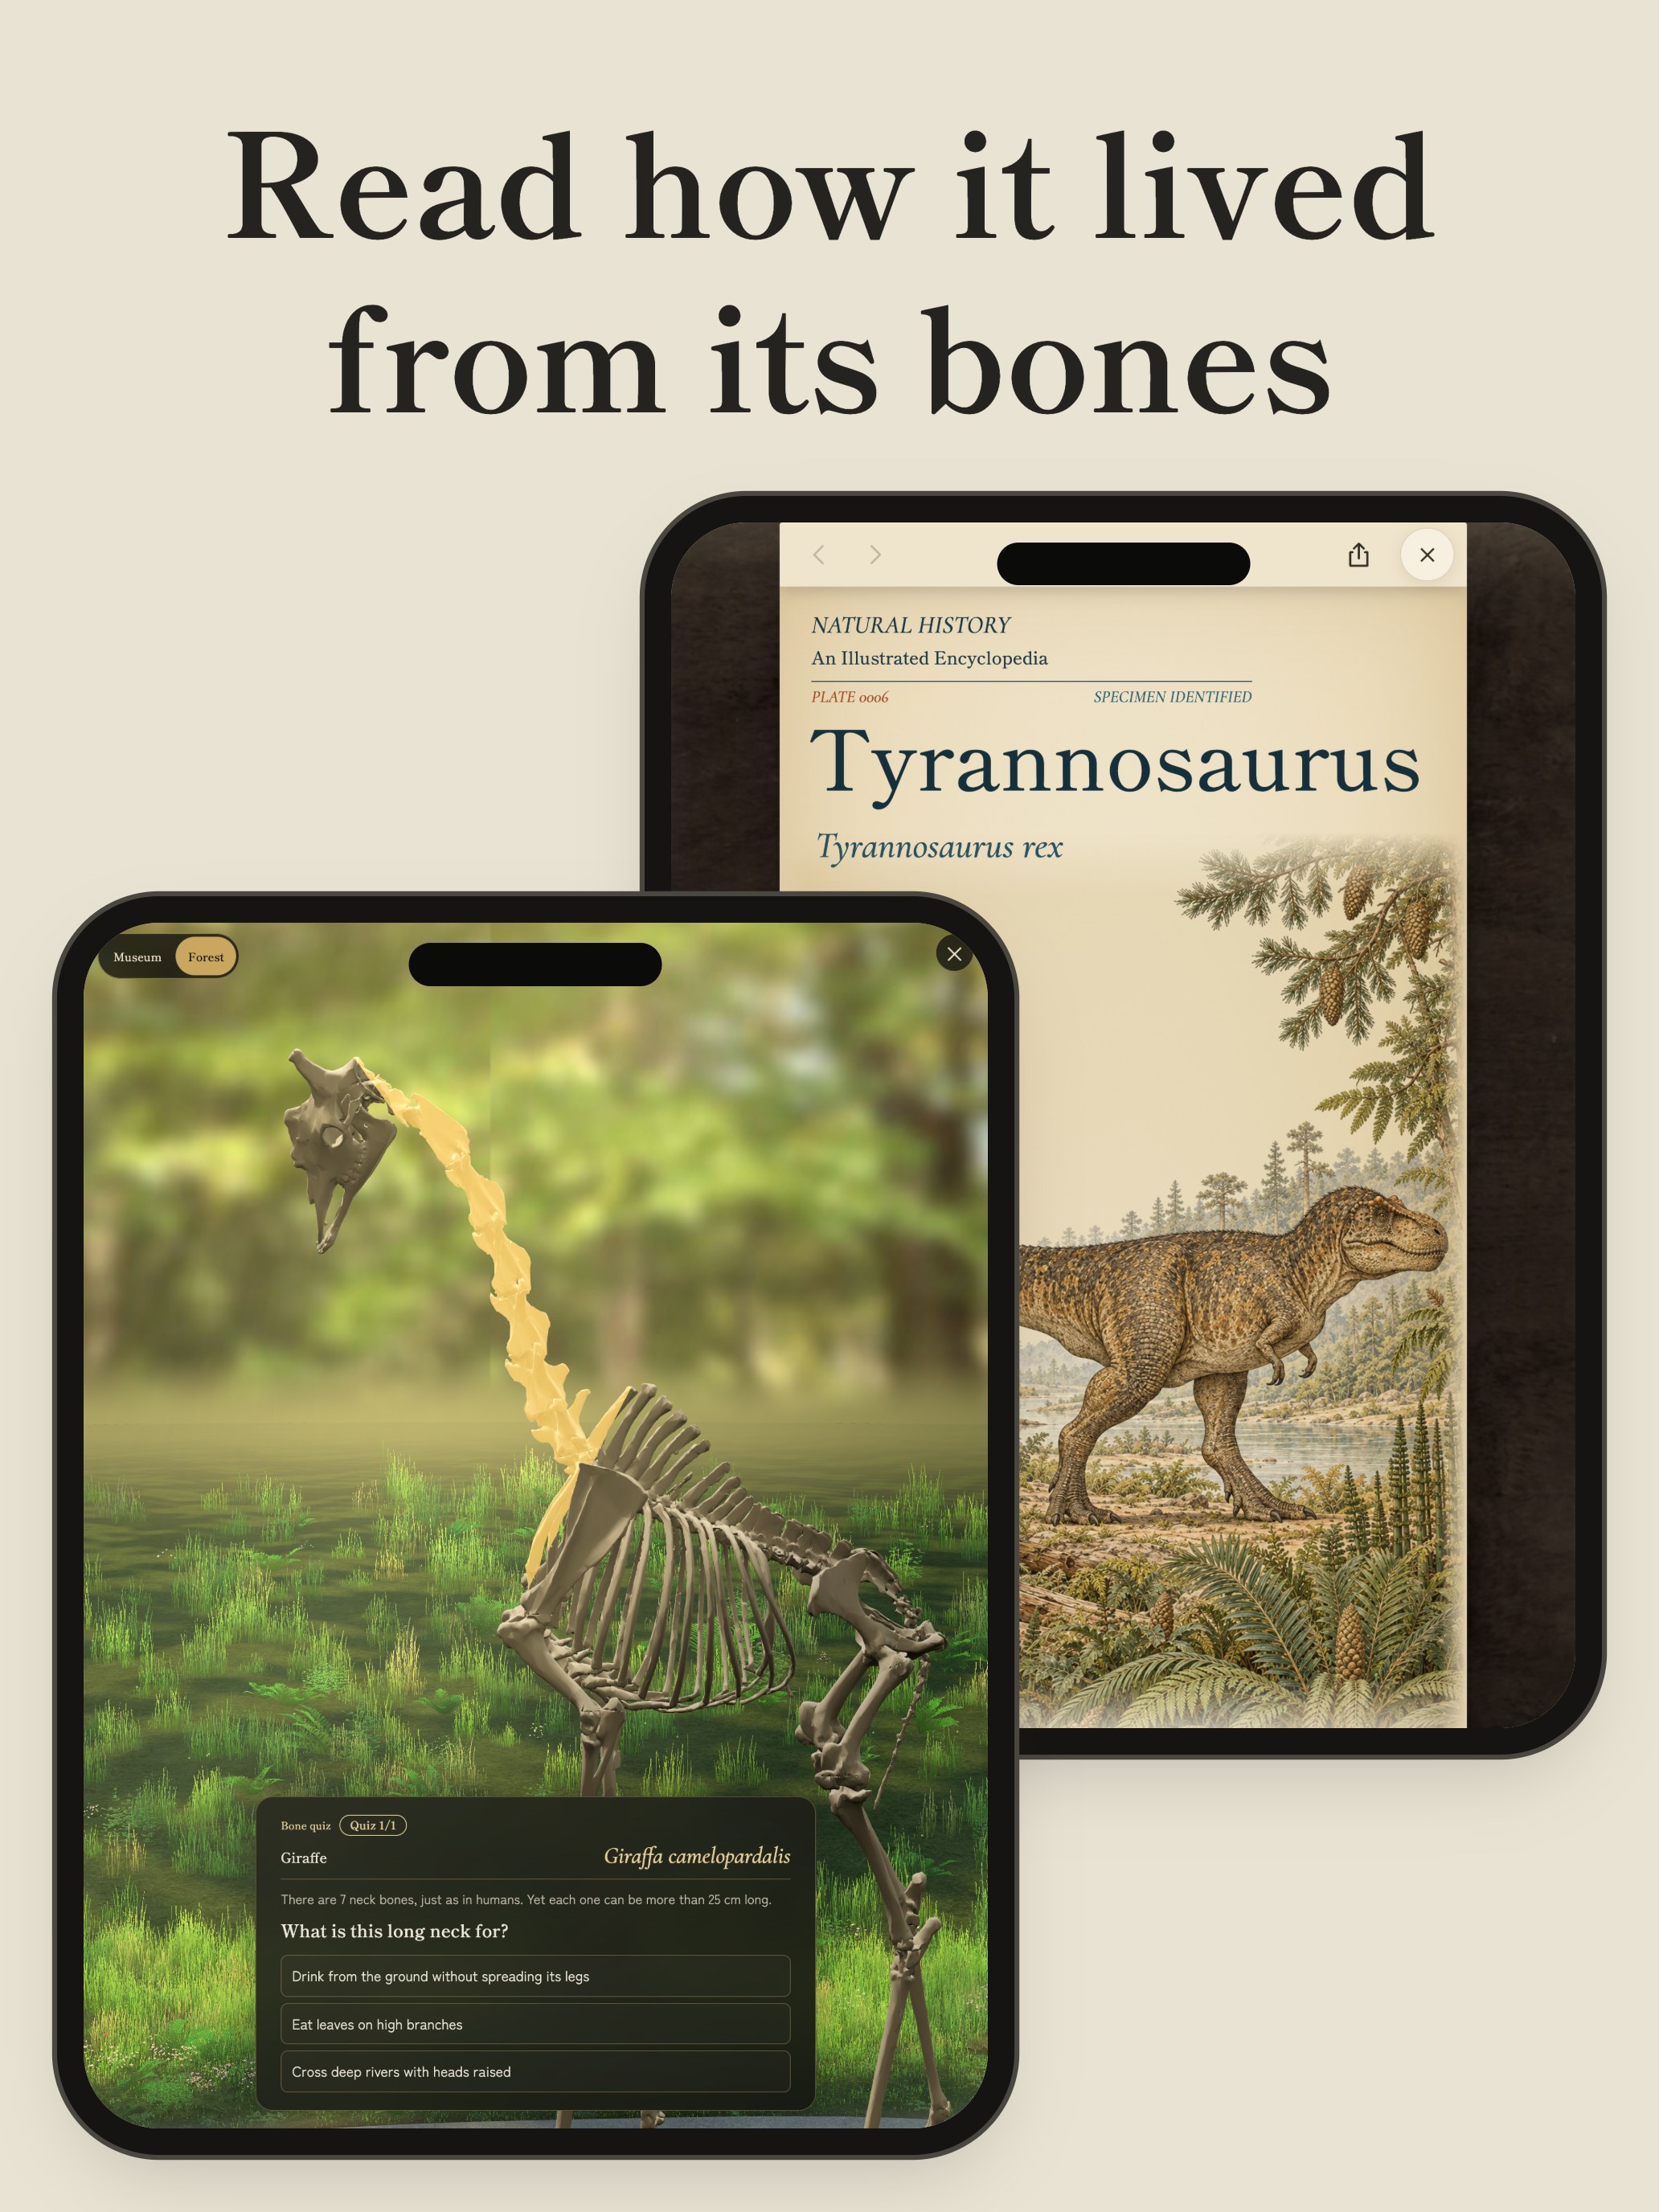 Read how it lived
from its bones
NATURAL HISTORY
An Illustrated Encyclopedia
PLATE 0006
SPECIMEN IDENTIFIED
Tyrannosaurus
Tyrannosaurus rex
Museum
Forest
Bone quiz
Quiz 1/1
Giraffe
Giraffa camelopardalis
There are 7 neck bones, just as in humans. Yet each one can be more than 25 cm long.
What is this long neck for?
Drink from the ground without spreading its legs
Eat leaves on high branches
Cross deep rivers with heads raised